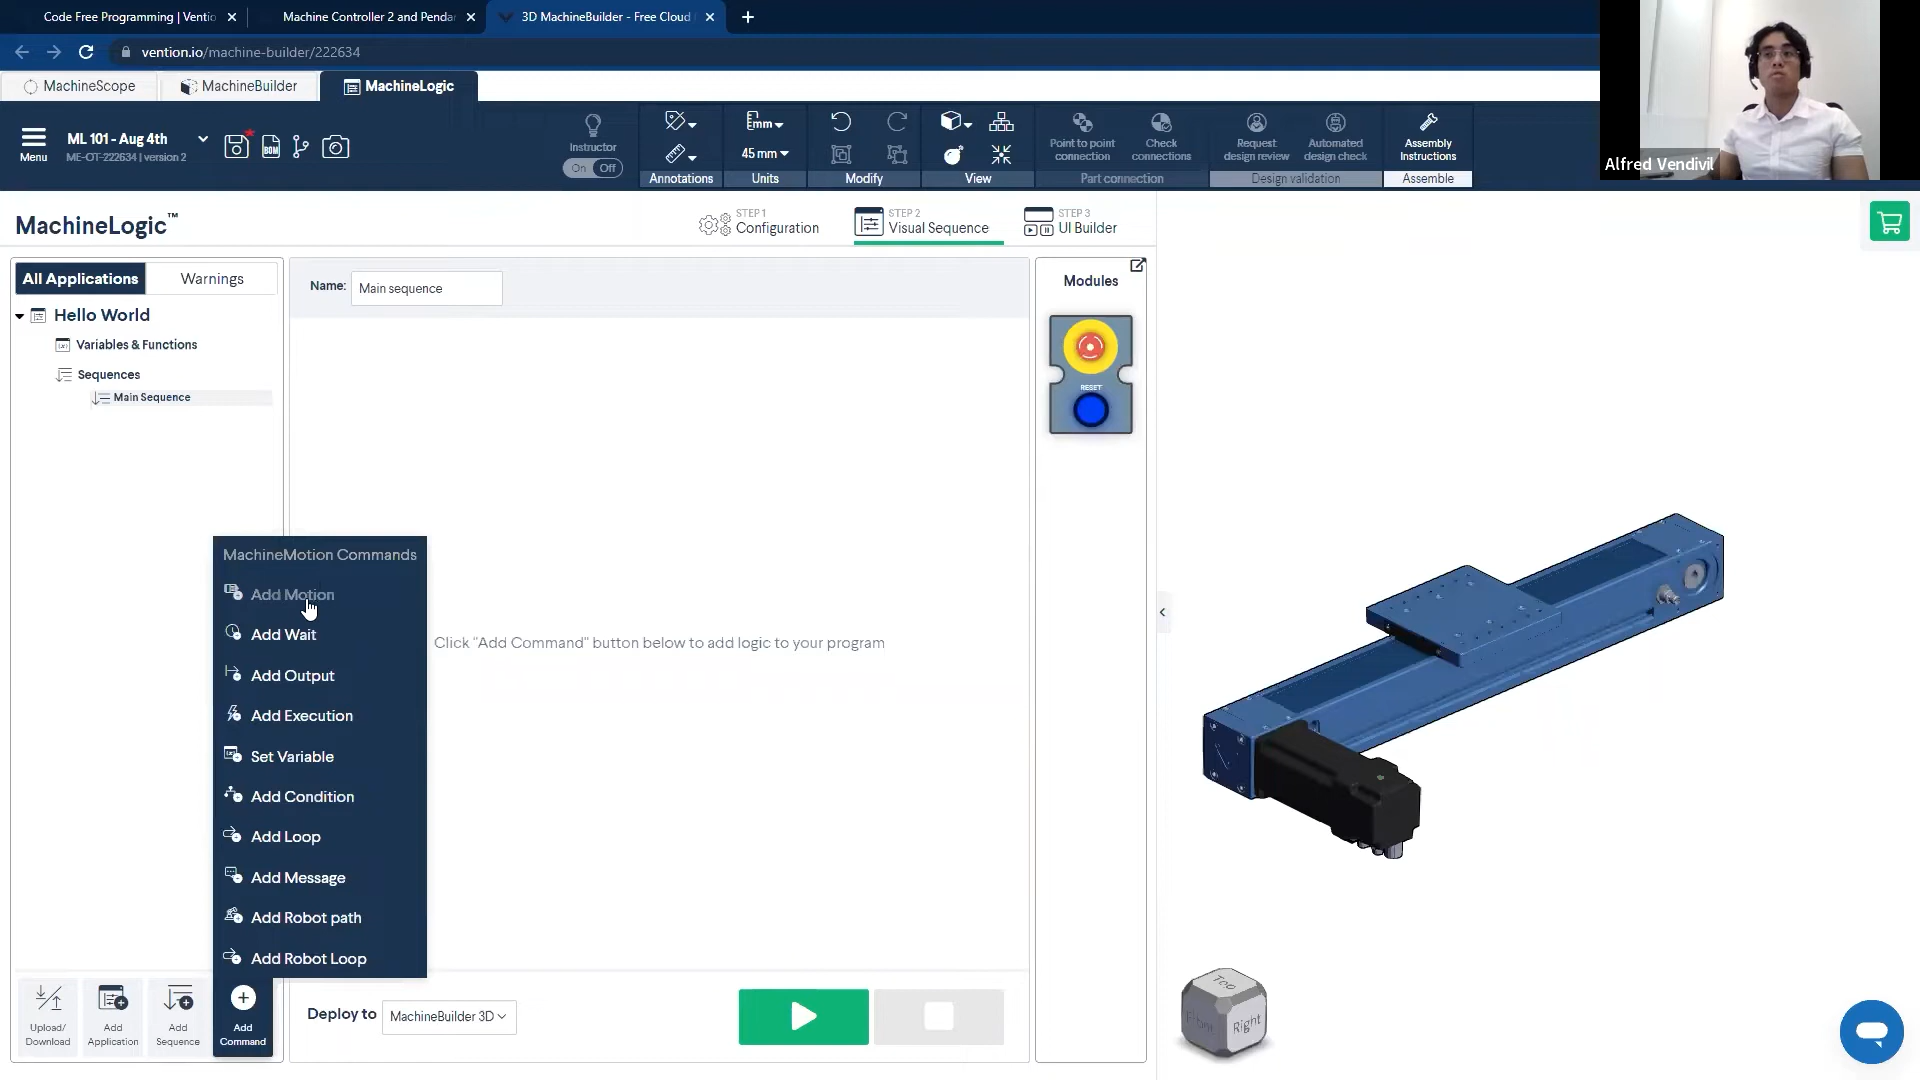 Code Free Programming | Ventio
Machine Controller 2 and Pendar
3D MachineBuilder - Free Cloud
vention.io/machine-builder/222634
MachineScope
MachineBuilder
MachineLogic
Menu
ML 101 - Aug 4th
ME-OT-222634 | version 2
BOM
Instructor
On Off
Annotations
mm
45 mm
Units
Modify
View
Point to point connection
Check connections
Part connection
Request design review
Automated design check
Design validation
Assembly Instructions
Assemble
Alfred Vendivil
MachineLogic™
STEP 1
Configuration
STEP 2
Visual Sequence
STEP 3
UI Builder
All Applications
Warnings
Hello World
Variables & Functions
Sequences
Main Sequence
Name:
Main sequence
Modules
RESET
MachineMotion Commands
Add Motion
Add Wait
Add Output
Add Execution
Set Variable
Add Condition
Add Loop
Add Message
Add Robot path
Add Robot Loop
Click "Add Command" button below to add logic to your program
Upload/
Download
Add
Application
Add
Sequence
Add
Command
Deploy to
MachineBuilder 3D
Top
Front
Right